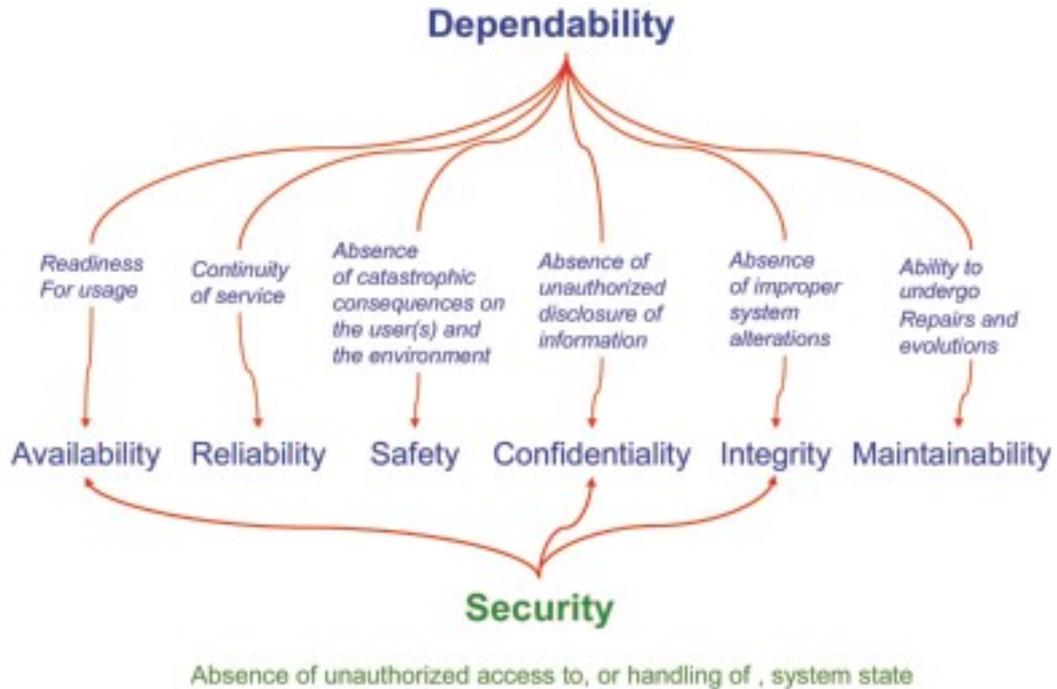 Dependability
Readiness
For usage
Continuity
of service
Absence
of catastrophic
consequences on
the user(s) and
the environment
Absence of
unauthorized
disclosure of
information
Absence
of improper
system
alterations
Ability to
undergo
Repairs and
evolutions
Availability
Reliability
Safety
Confidentiality
Integrity
Maintainability
Security
Absence of unauthorized access to, or handling of , system state